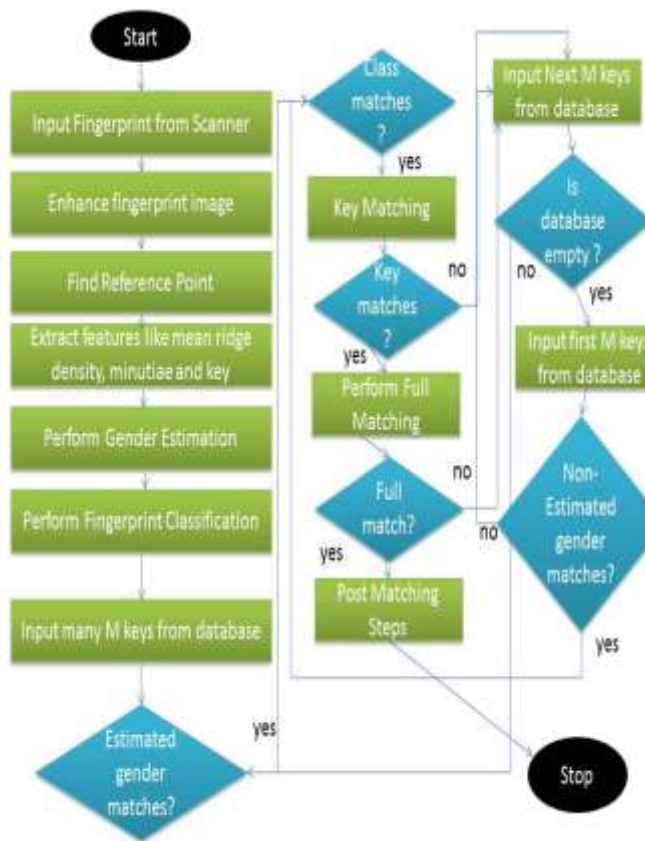 Start
Input Fingerprint from Scanner
Enhance fingerprint image
Find Reference Point
Extract features like mean ridge
density, minutiae and key
Perform Gender Estimation
Perform Fingerprint Classification
Input many M keys from database
Estimated
gender
matches?
yes
Class
matches
?
yes
Key Matching
Key
matches
?
no
yes
Perform Full
Matching
Full
match?
no
yes
Post Matching
Steps
Input Next M keys
from database
Is
database
empty ?
no
yes
Input first M keys
from database
Non-
Estimated
gender
matches?
no
yes
Stop